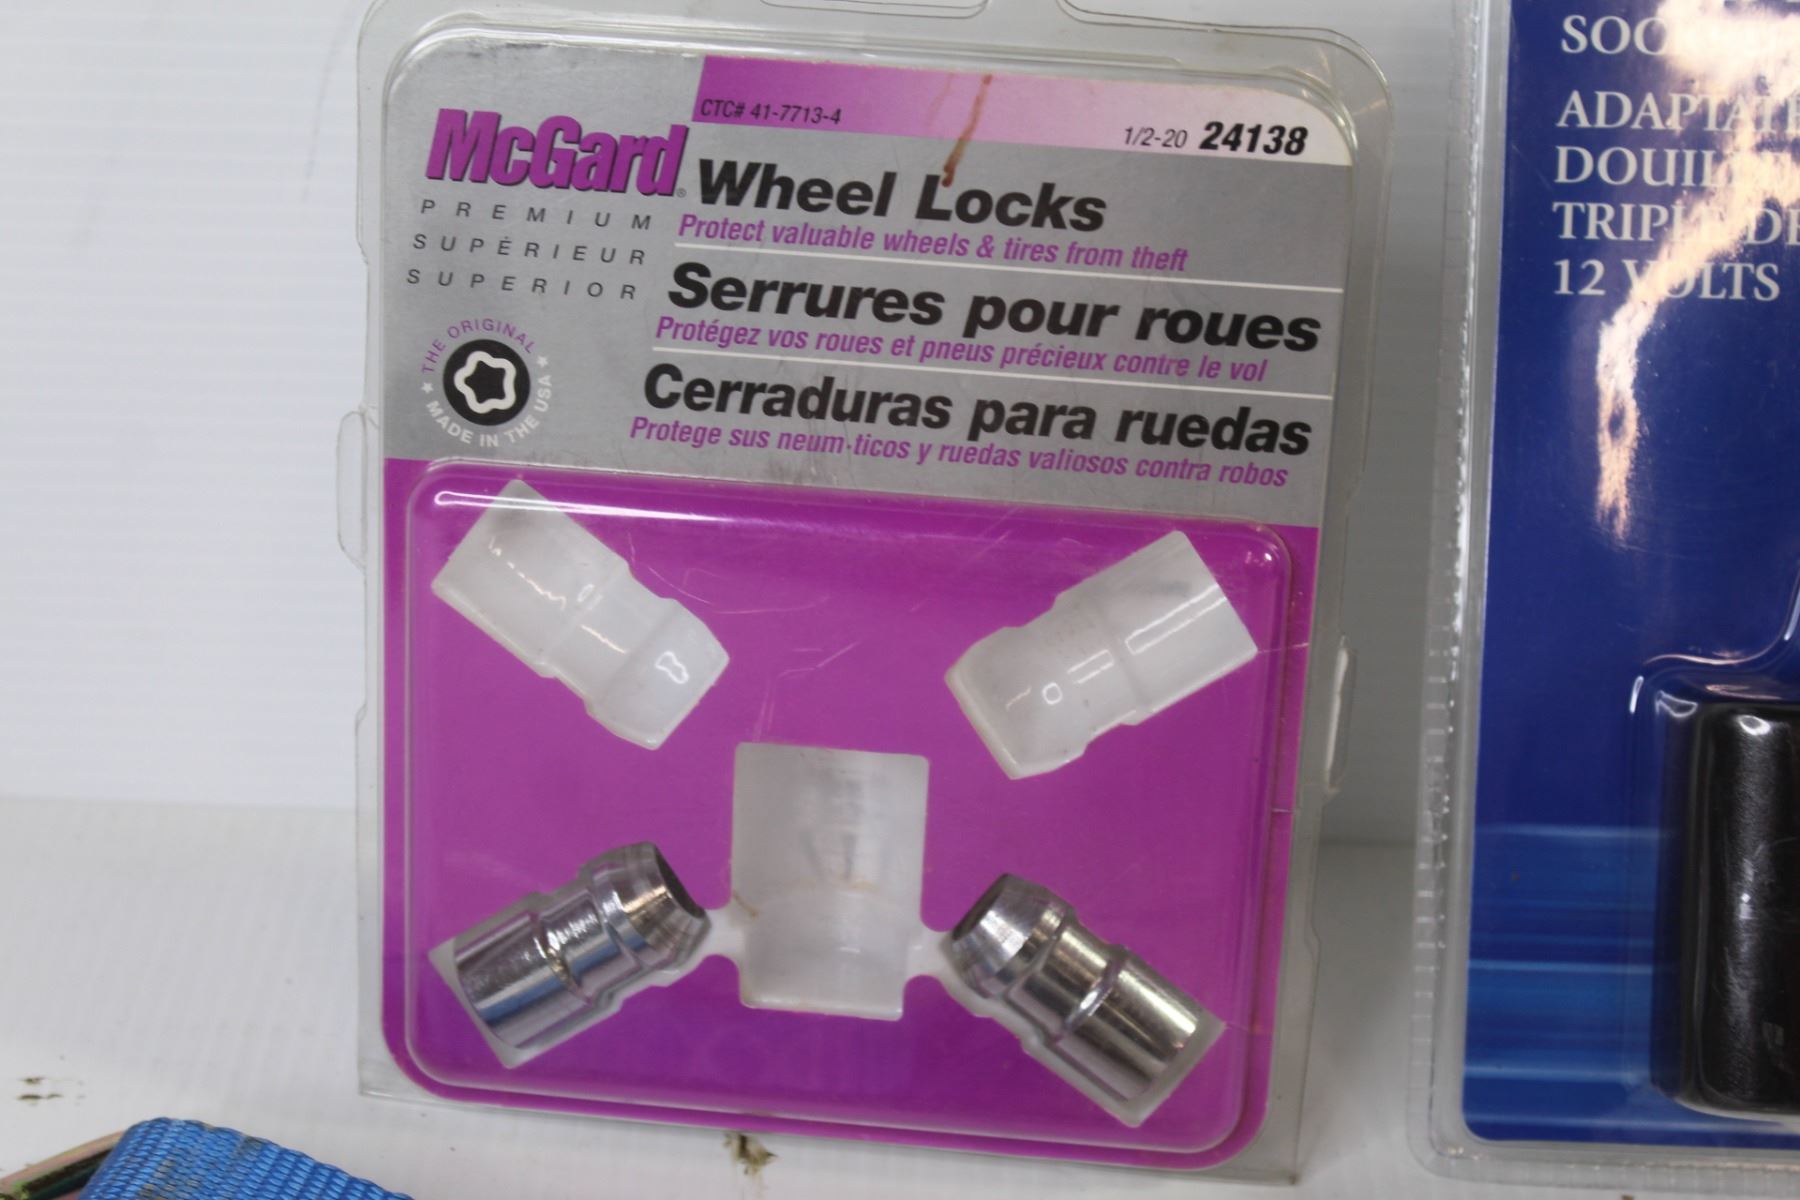 CTC# 41-7713-4
1/2-20 24138
McGard®
PREMIUM
SUPÉRIEUR
SUPERIOR
Wheel Locks
Protect valuable wheels & tires from theft
Serrures pour roues
Protégez vos roues et pneus précieux contre le vol
Cerraduras para ruedas
Protege sus neum·ticos y ruedas valiosos contra robos
THE ORIGINAL
★ MADE IN THE USA ★
12 VOLTS